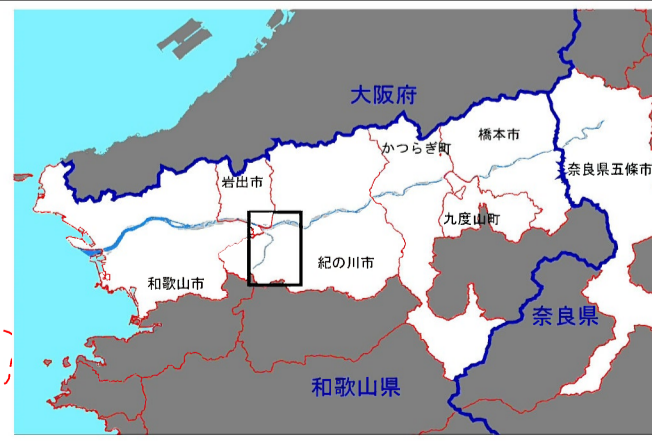 大阪府
橋本市
かつらぎ町
奈良県五條市
岩出市
九度山町
紀の川市
和歌山市
奈良県
和歌山県